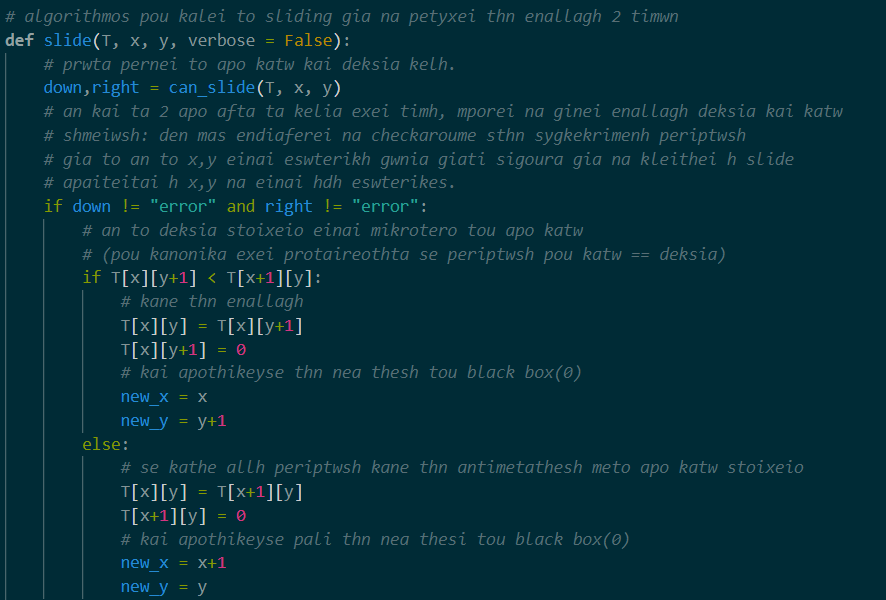 # algorithmos pou kalei to sliding gia na petyxei thn enallagh 2 timwn
def slide(T, x, y, verbose = False):
# prwta pernei to apo katw kai deksia kelh.
down,right = can_slide(T, x, y)
# an kai ta 2 apo afta ta kelia exei timh, mporei na ginei enallagh deksia kai katw
# shmeiwsh: den mas endiaferei na checkaroume sthn sygkekrimenh periptwsh
# gia to an to x,y einai eswterikh gwnia giati sigoura gia na kleithei h slide
# apaiteitai h x,y na einai hdh eswterikes.
if down != "error" and right != "error":
# an to deksia stoixeio einai mikrotero tou apo katw
# (pou kanonika exei protaireothta se periptwsh pou katw == deksia)
if T[x][y+1] < T[x+1][y]:
# kane thn enallagh
T[x][y] = T[x][y+1]
T[x][y+1] = 0
# kai apothikeyse thn nea thesh tou black box(0)
new_x = x
new_y = y+1
else:
# se kathe allh periptwsh kane thn antimetathesh meto apo katw stoixeio
T[x][y] = T[x+1][y]
T[x+1][y] = 0
# kai apothikeyse pali thn nea thesi tou black box(0)
new_x = x+1
new_y = y